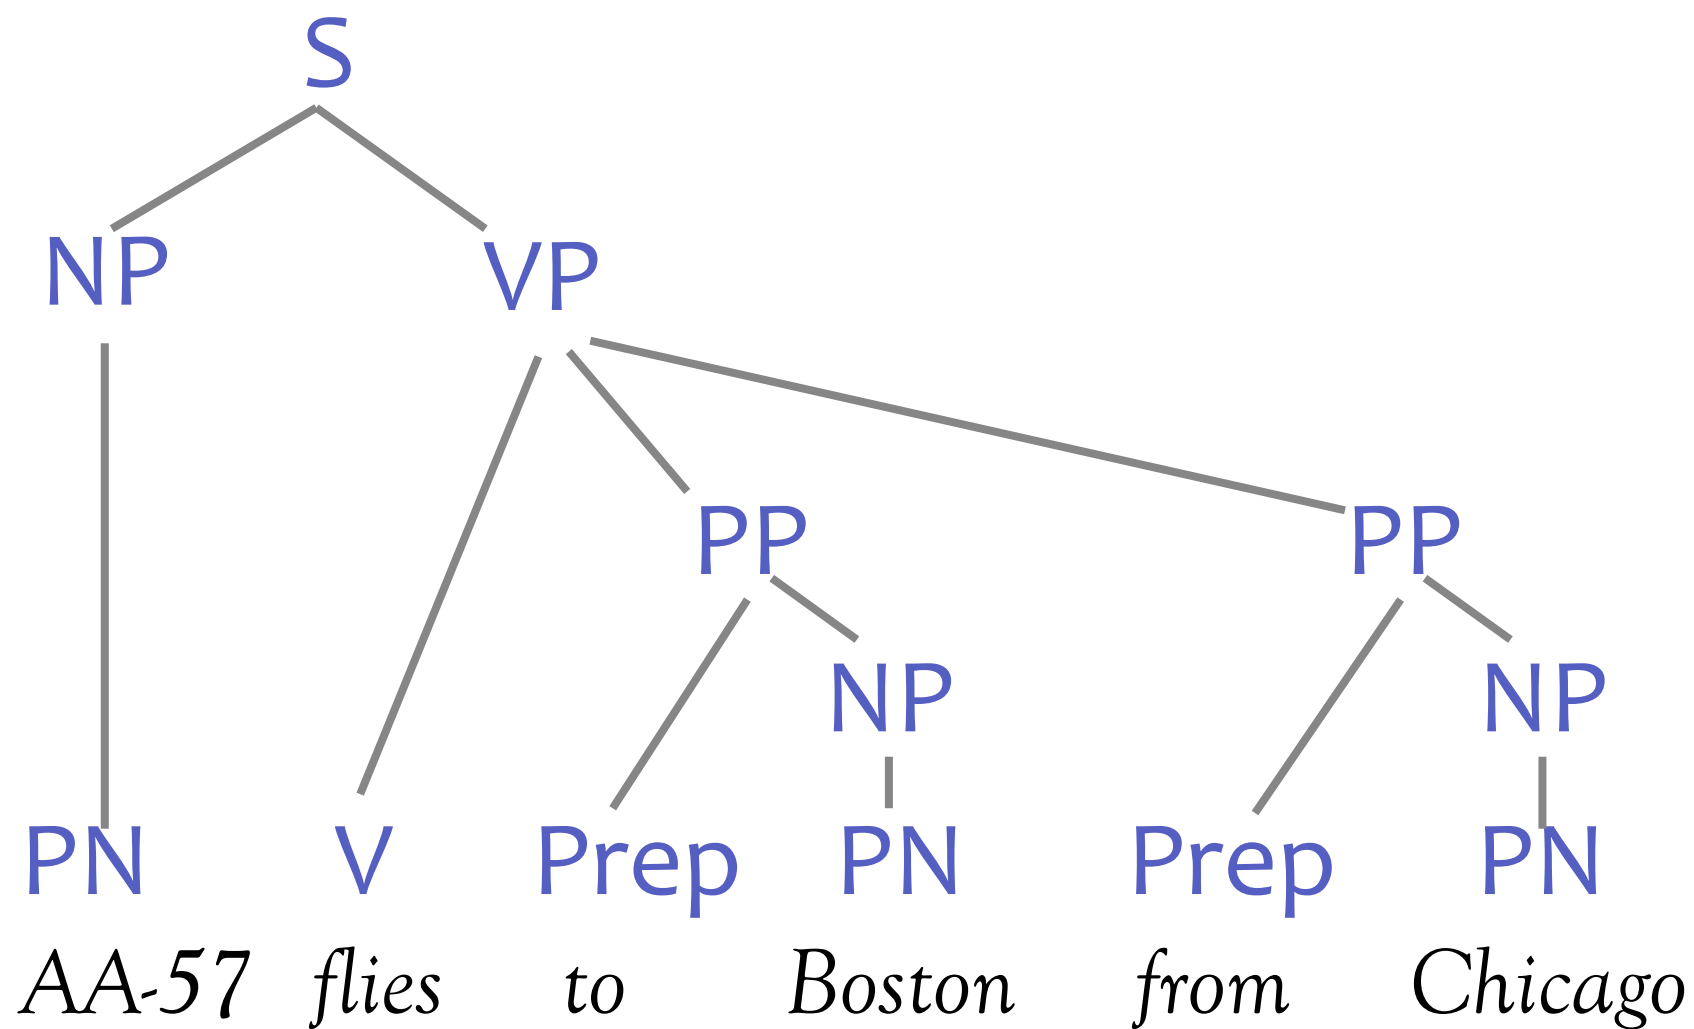 S
NP VP
PP PP
NP NP
PN V Prep PN Prep PN
AA-57 flies to Boston from Chicago